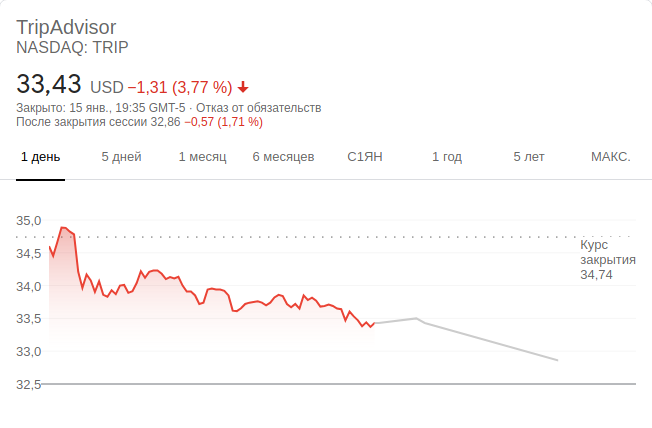 TripAdvisor
NASDAQ: TRIP
33,43 USD −1,31 (3,77 %)
Закрыто: 15 янв., 19:35 GMT-5 · Отказ от обязательств
После закрытия сессии 32,86 −0,57 (1,71 %)
1 день 5 дней 1 месяц 6 месяцев С1ЯН 1 год 5 лет МАКС.
35,0
34,5
34,0
33,5
33,0
32,5
Курс
закрытия
34,74